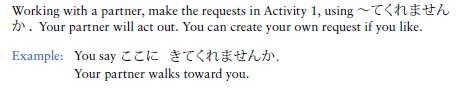 Working with a partner, make the requests in Activity 1, using ～てくれません
か . Your partner will act out. You can create your own request if you like.
Example: You say ここに きてくれませんか.
Your partner walks toward you.